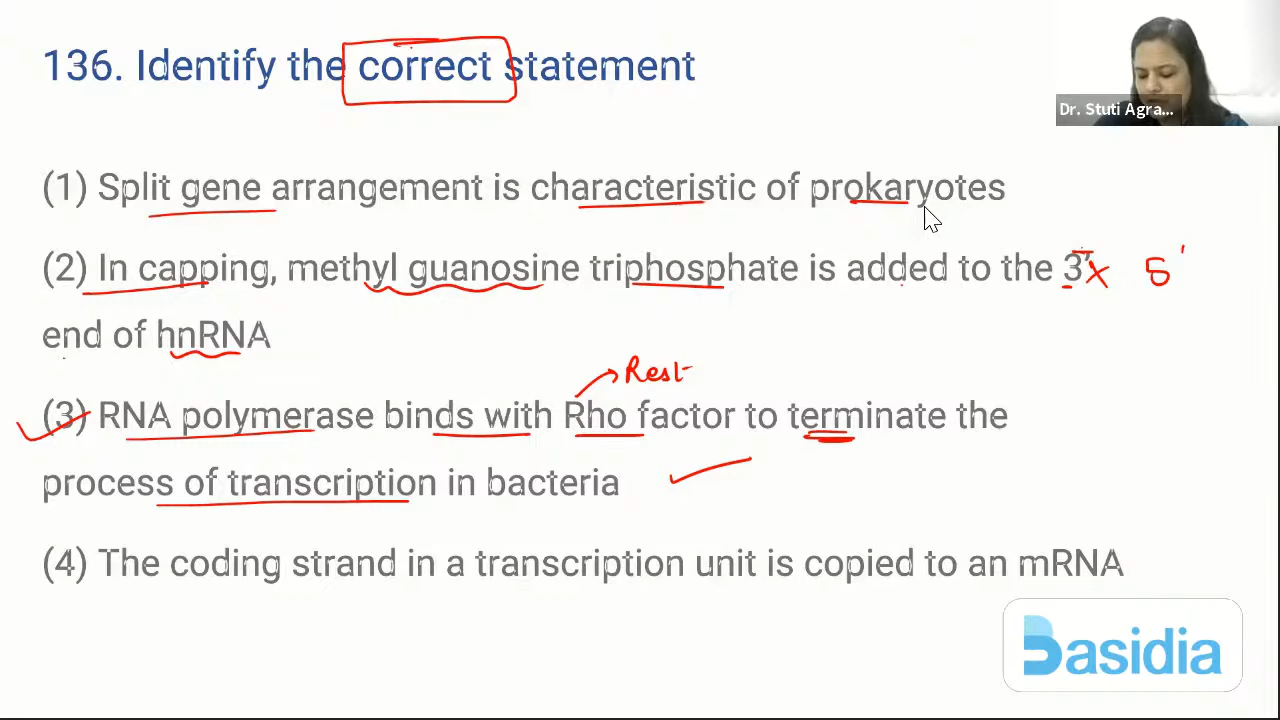 136. Identify the correct statement
Dr. Stuti Agra...
(1) Split gene arrangement is characteristic of prokaryotes
(2) In capping, methyl guanosine triphosphate is added to the 3' x 5'
end of hnRNA
Rest
(3) RNA polymerase binds with Rho factor to terminate the
process of transcription in bacteria
(4) The coding strand in a transcription unit is copied to an mRNA
Basidia